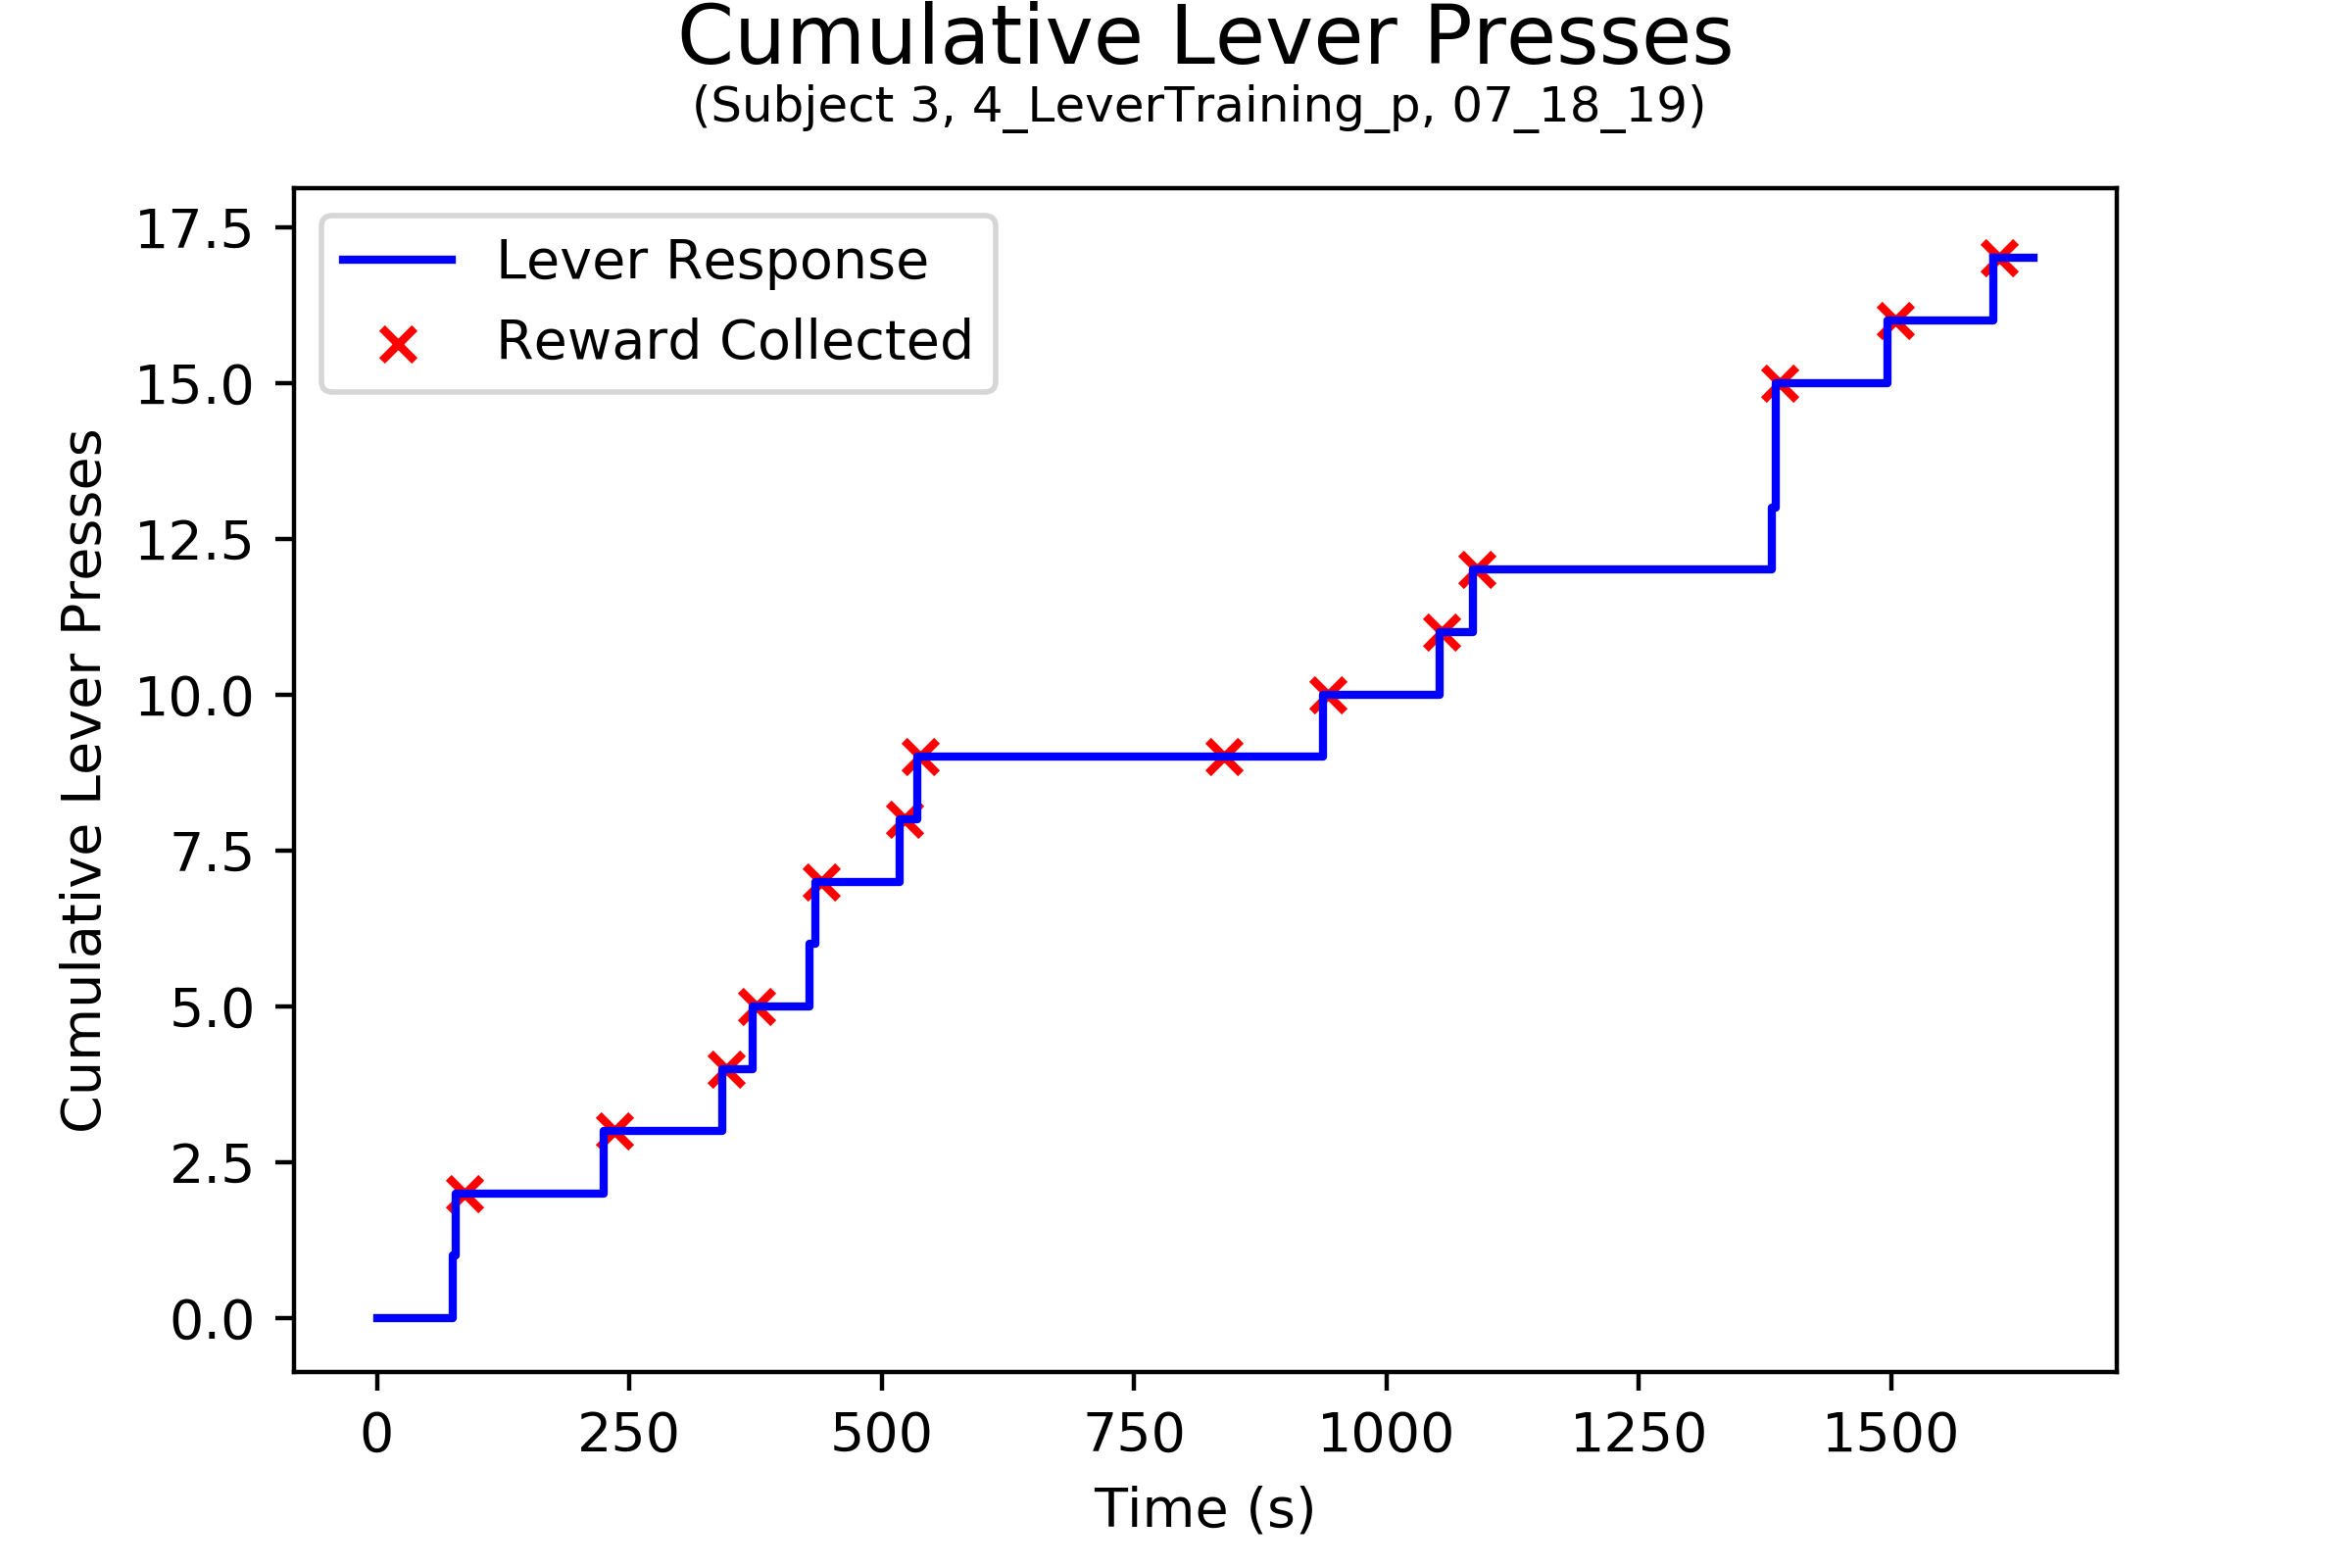 Cumulative Lever Presses
(Subject 3, 4_LeverTraining_p, 07_18_19)
Lever Response
Reward Collected
Cumulative Lever Presses
17.5
15.0
12.5
10.0
7.5
5.0
2.5
0.0
0 250 500 750 1000 1250 1500
Time (s)